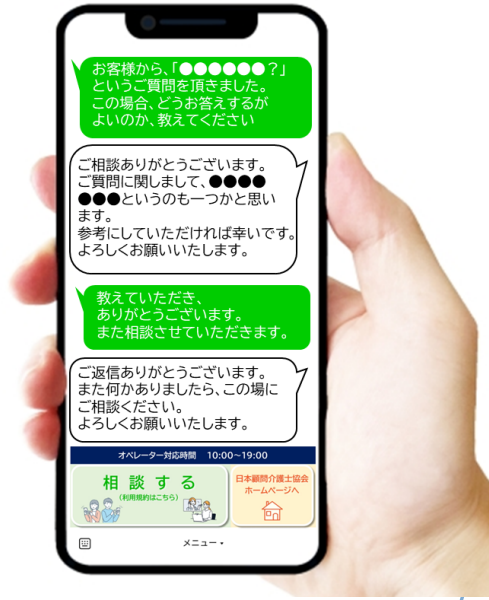 お客様から、「●●●●●●？」
というご質問を頂きました。
この場合、どうお答えするが
よいのか、教えてください
ご相談ありがとうございます。
ご質問に関しまして、●●●●
●●●というのも一つかと思い
ます。
参考にしていただければ幸いです。
よろしくお願いいたします。
教えていただき、
ありがとうございます。
また相談させていただきます。
ご返信ありがとうございます。
また何かありましたら、この場に
ご相談ください。
よろしくお願いいたします。
オペレーター対応時間　10:00～19:00
相談する
（利用規約はこちら）
日本顧問介護士協会
ホームページへ
メニュー ▾